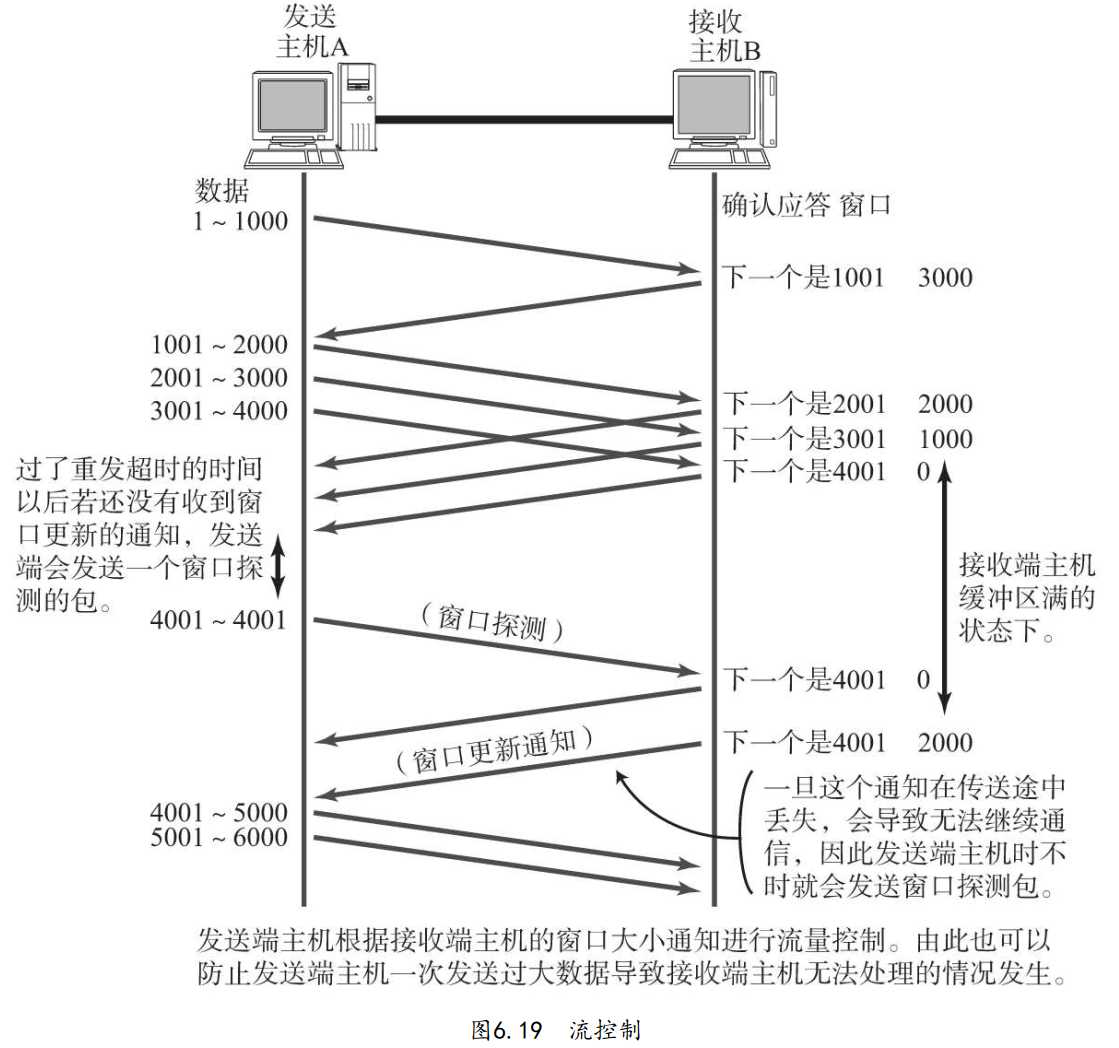 发送
主机A
接收
主机B
数据
确认应答 窗口
1~1000
下一个是1001 3000
1001~2000
2001~3000
3001~4000
下一个是2001 2000
下一个是3001 1000
下一个是4001 0
过了重发超时的时间
以后若还没有收到窗
口更新的通知，发送
端会发送一个窗口探
测的包。
接收端主机
缓冲区满的
状态下。
4001~4001
（窗口探测）
下一个是4001 0
（窗口更新通知）
下一个是4001 2000
4001~5000
5001~6000
一旦这个通知在传送途中
丢失，会导致无法继续通
信，因此发送端主机时不
时就会发送窗口探测包。
发送端主机根据接收端主机的窗口大小通知进行流量控制。由此也可以
防止发送端主机一次发送过大数据导致接收端主机无法处理的情况发生。
图6.19 流控制